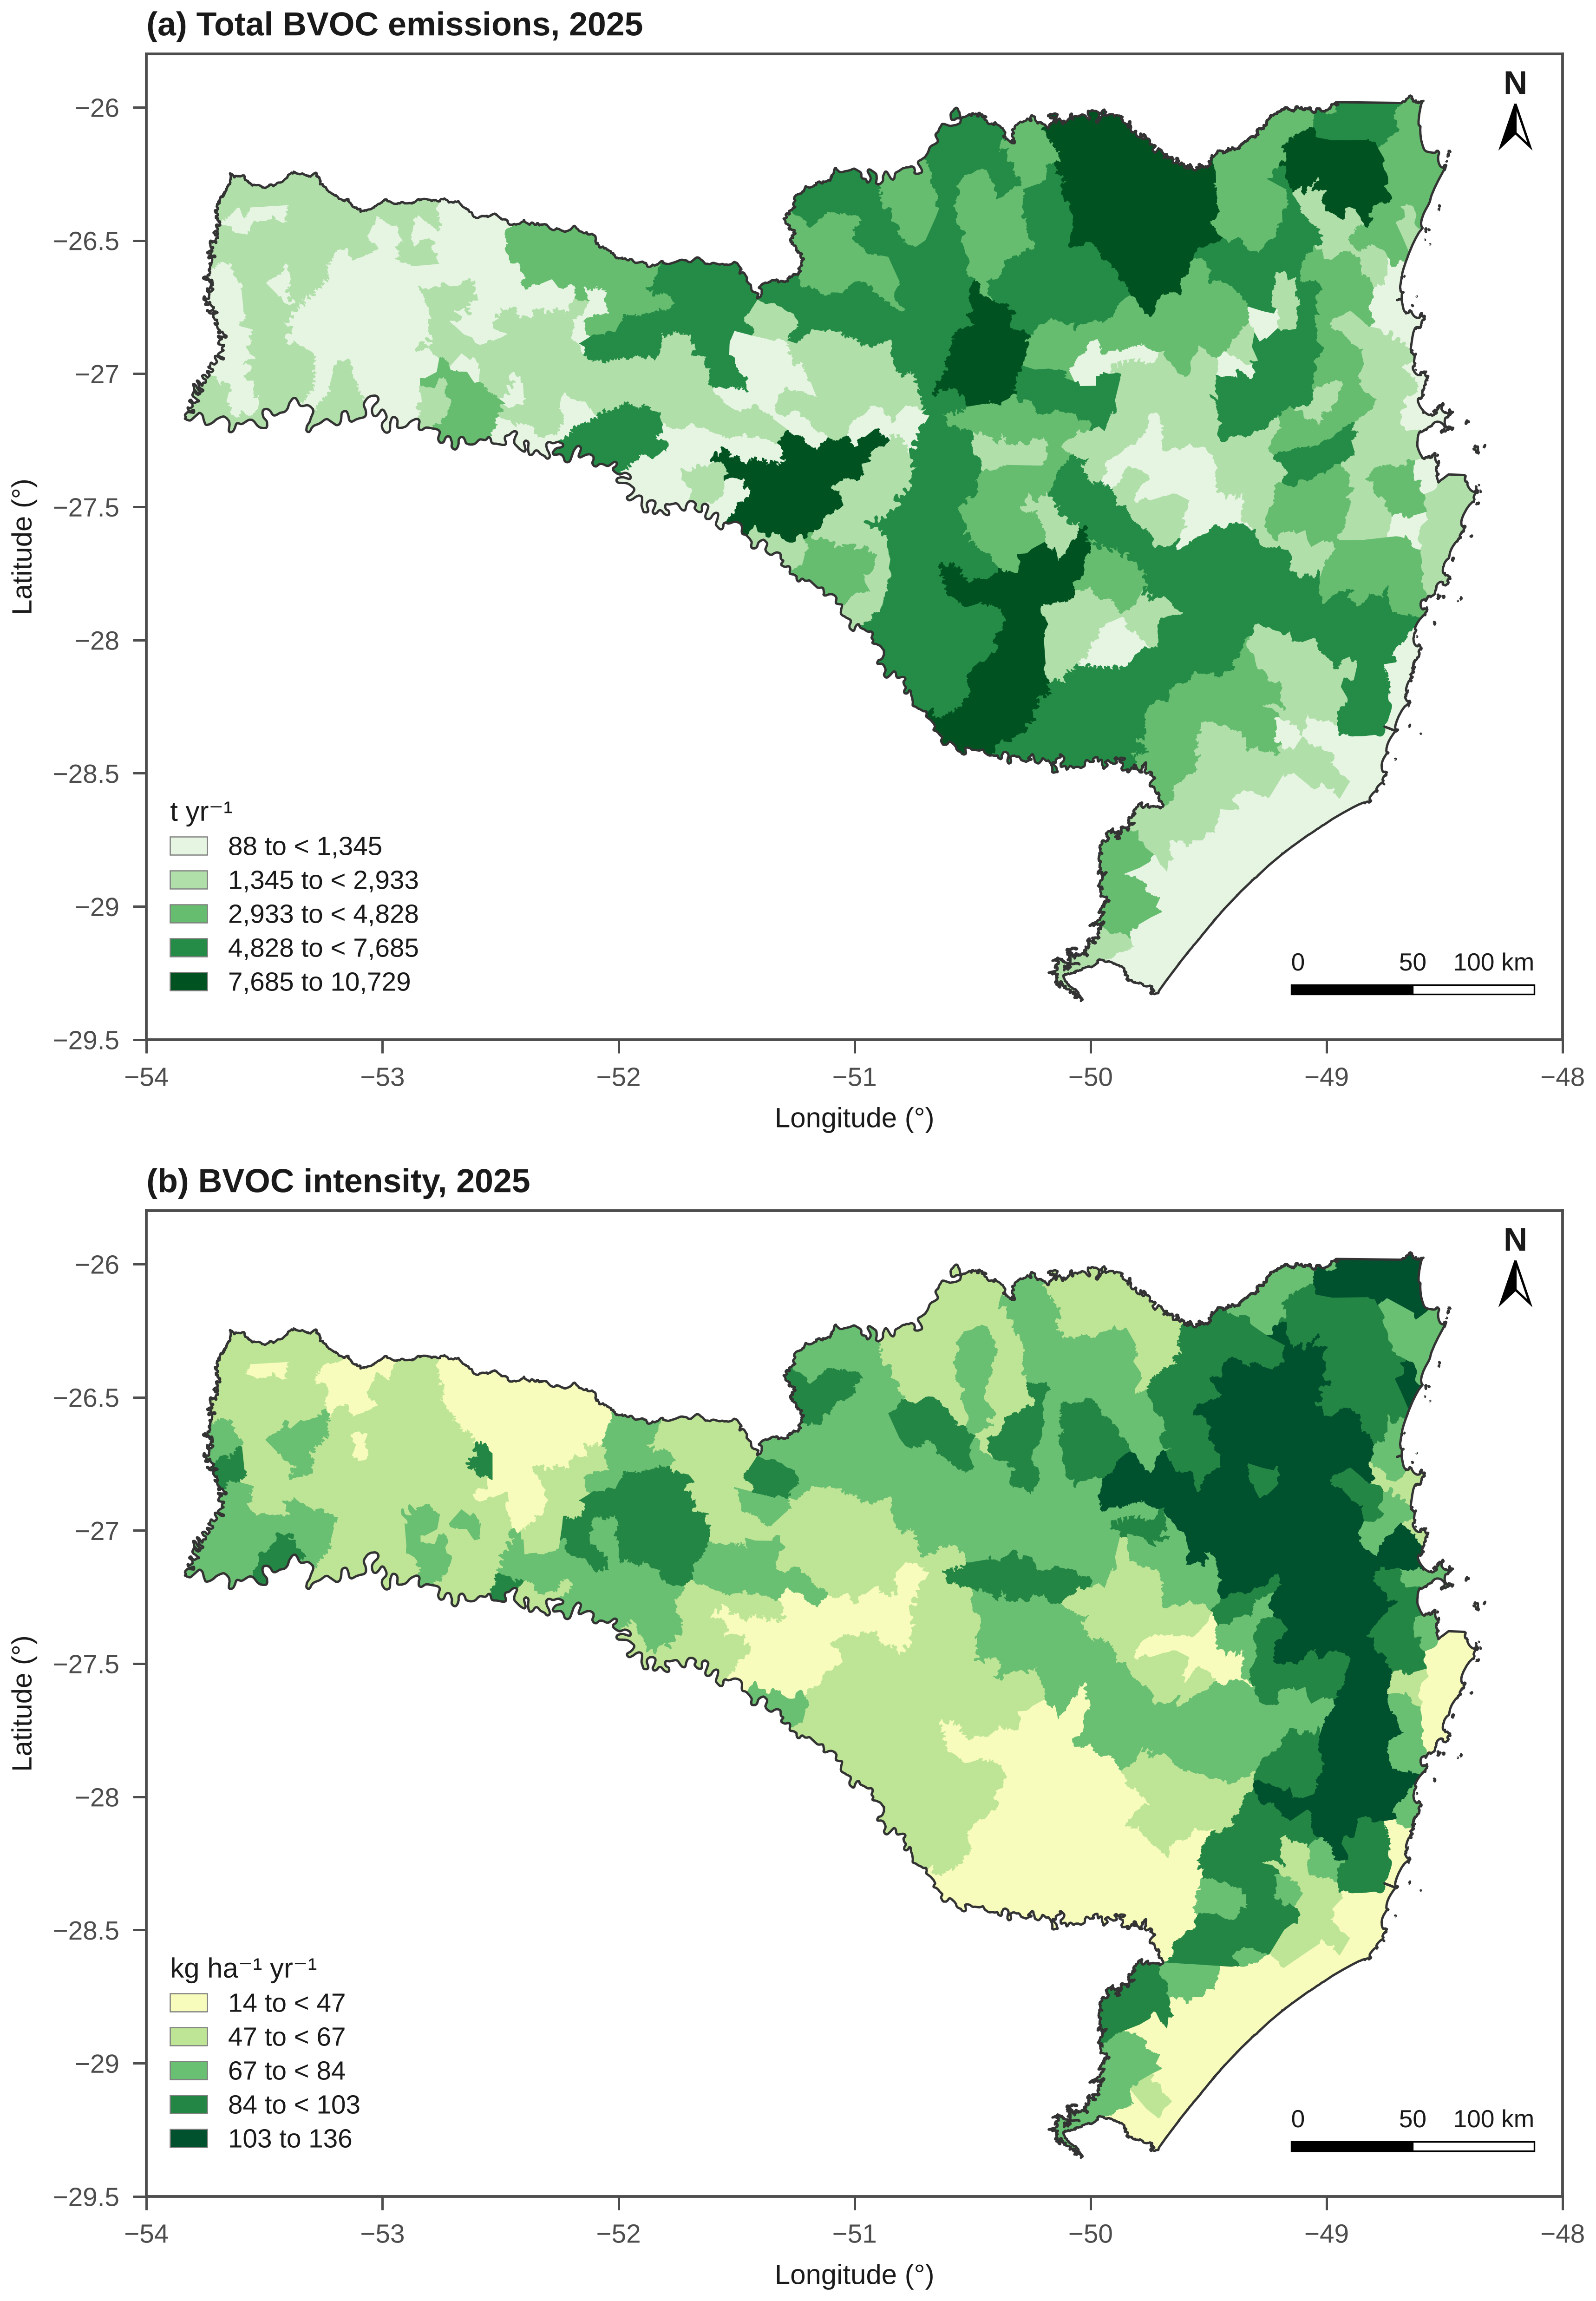 (a) Total BVOC emissions, 2025
N
−26
−26.5
−27
−27.5
−28
−28.5
−29
−29.5
Latitude (°)
t yr⁻¹
88 to < 1,345
1,345 to < 2,933
2,933 to < 4,828
4,828 to < 7,685
7,685 to 10,729
0 50 100 km
−54 −53 −52 −51 −50 −49 −48
Longitude (°)
(b) BVOC intensity, 2025
N
−26
−26.5
−27
−27.5
−28
−28.5
−29
−29.5
Latitude (°)
kg ha⁻¹ yr⁻¹
14 to < 47
47 to < 67
67 to < 84
84 to < 103
103 to 136
0 50 100 km
−54 −53 −52 −51 −50 −49 −48
Longitude (°)